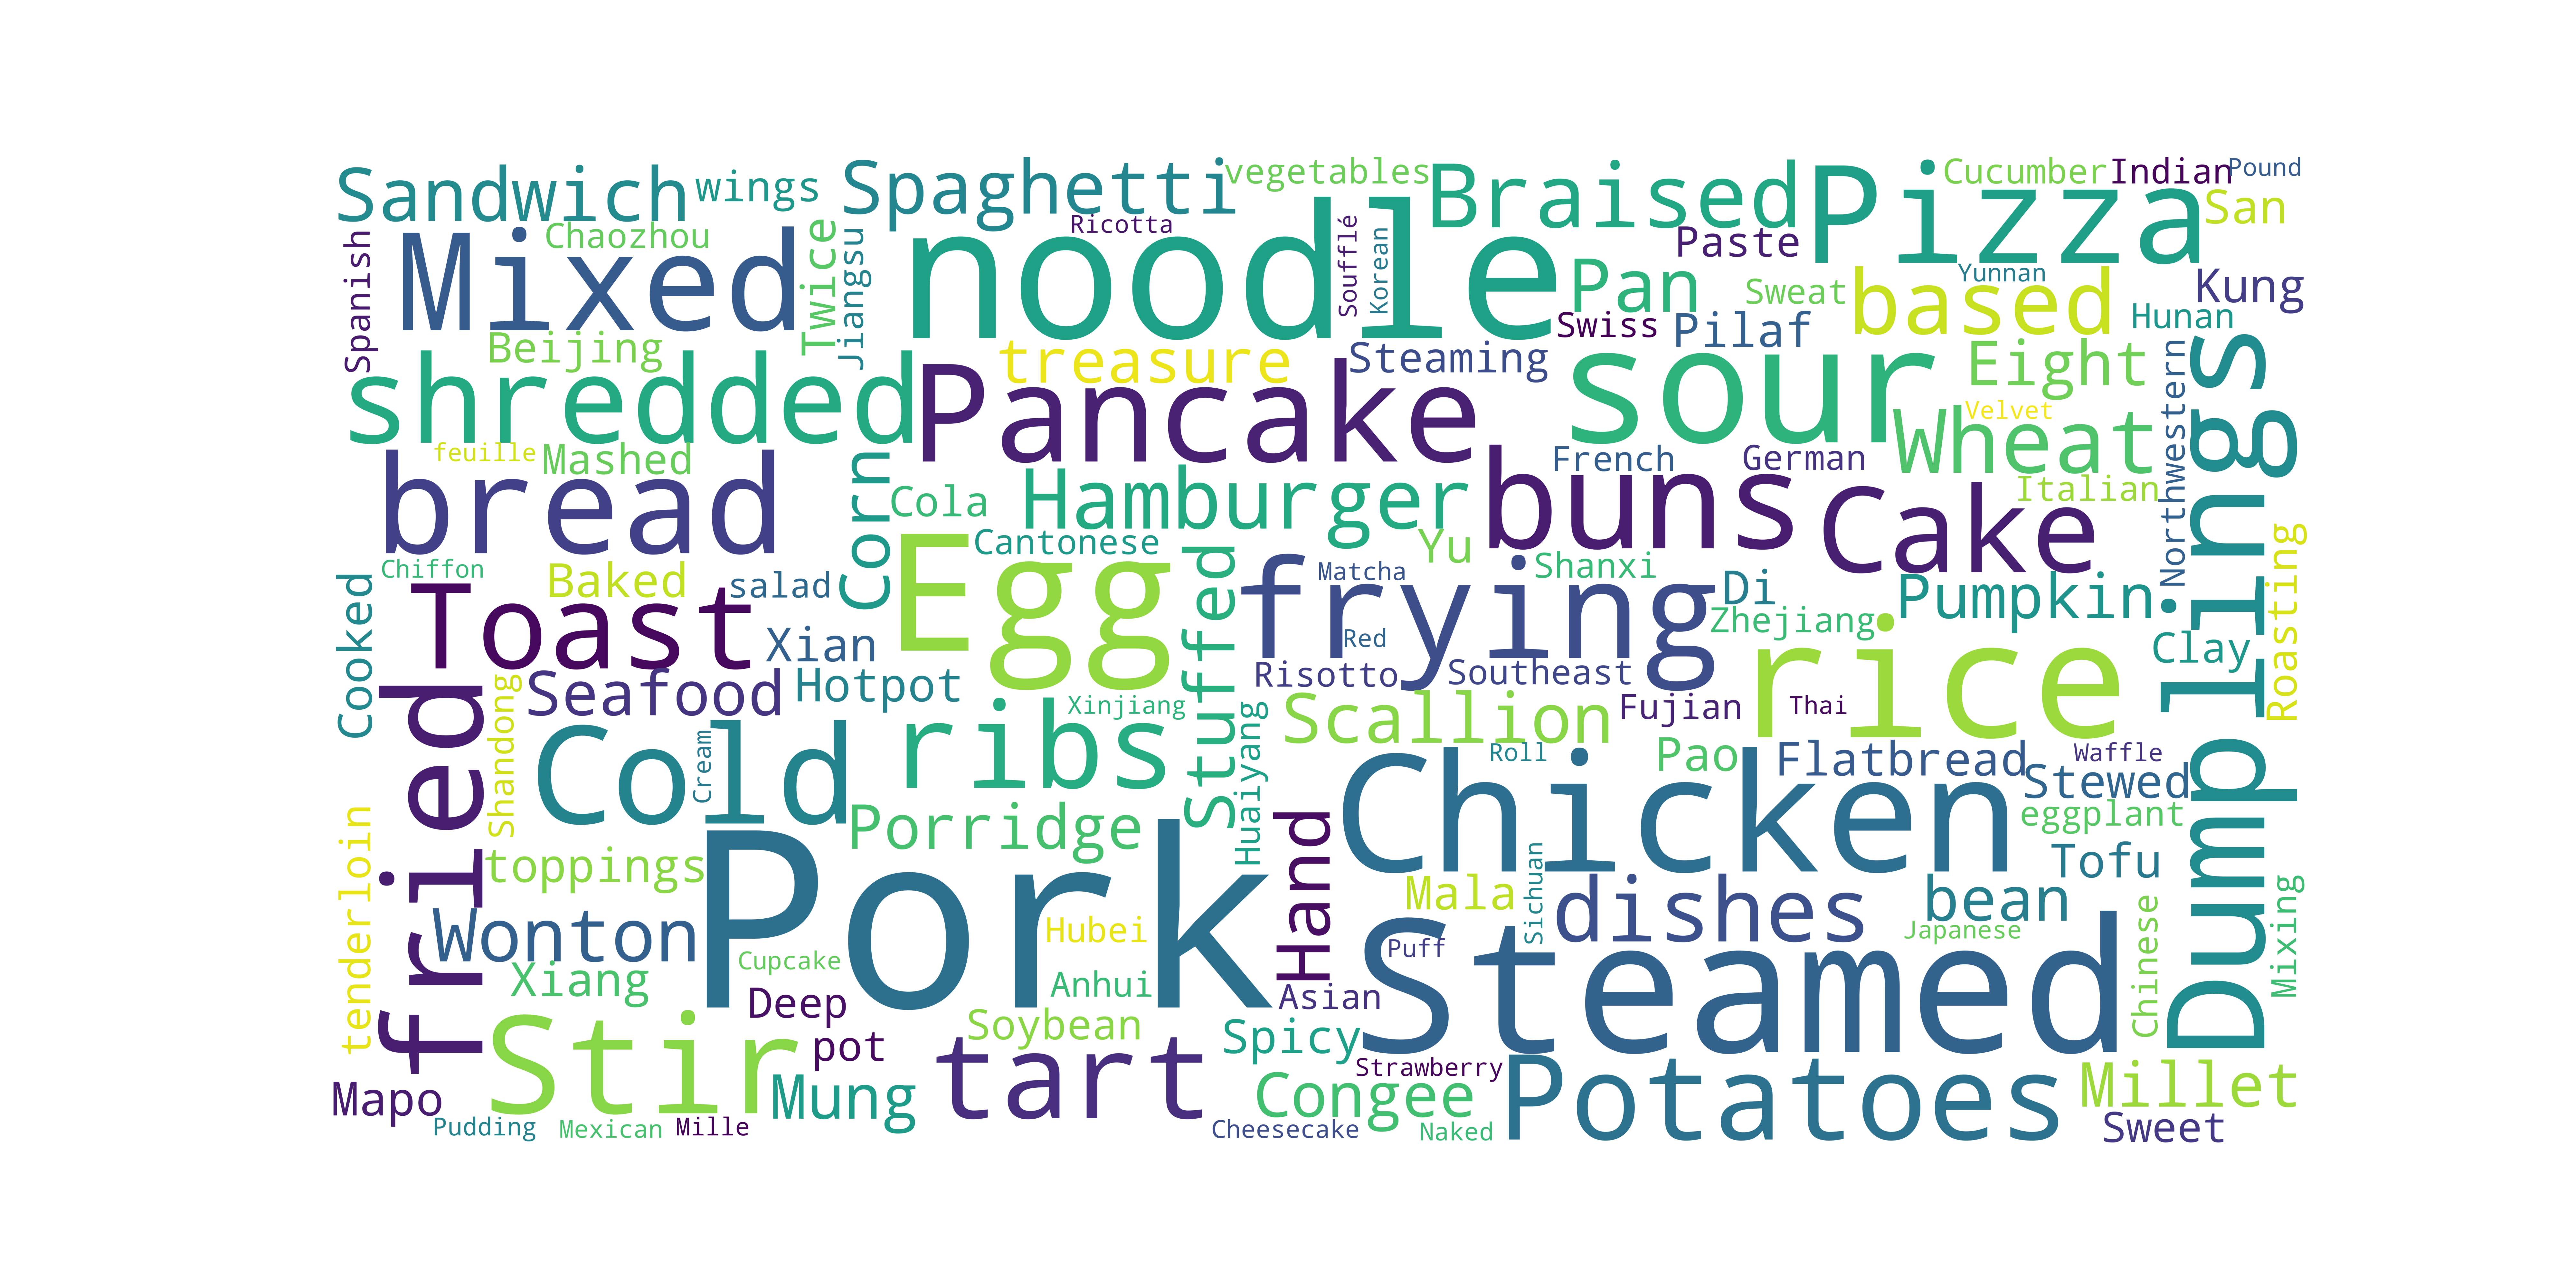 Sandwich
wings
Spaghetti
vegetables
Braised
Pizza
Cucumber
Indian
Pound
San
Spanish
Chaozhou
Mixed
Twice
Jiangsu
noodle
Ricotta
Soufflé
Korean
Paste
Pan
Sweat
Yunnan
based
Kung
Hunan
Beijing
treasure
Steaming
Swiss
Pilaf
sour
Eight
shredded
Pancake
Velvet
Wheat
Northwestern
Dumplings
feuille
Mashed
bread
Corn
Cola
Hamburger
buns
French
German
Cake
Italian
Cantonese
Yu
Shanxi
Chiffon
Baked
salad
Egg
Stuffed
frying
Matcha
Di
Pumpkin
Roasting
Cooked
Toast
Xian
Red
Zhejiang
Clay
rice
Seafood
Hotpot
Risotto
Southeast
fried
Shandong
Xinjiang
Huaiyang
Scallion
Fujian
Thai
Cold
Cream
ribs
Roll
Pao
Flatbread
Waffle
Stewed
Chicken
eggplant
tenderloin
Porridge
Hand
toppings
Tofu
Pork
Mala
Sichuan
dishes
bean
Wonton
Hubei
Puff
Japanese
Chinese
Mixing
Cupcake
Xiang
Anhui
Asian
Steamed
Deep
Stir
Soybean
Spicy
pot
tart
Strawberry
Mapo
Mung
Congee
Potatoes
Millet
Pudding
Mexican
Mille
Cheesecake
Naked
Sweet